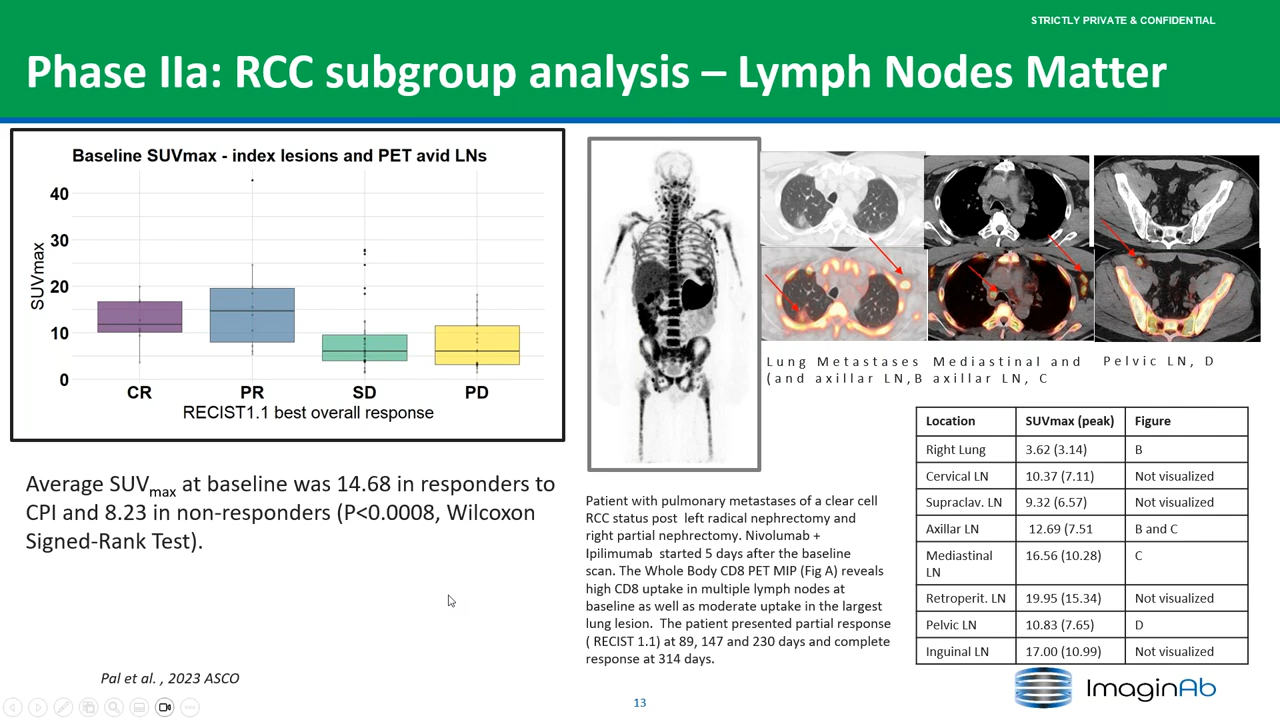 STRICTLY PRIVATE & CONFIDENTIAL
Phase IIa: RCC subgroup analysis – Lymph Nodes Matter
Baseline SUVmax - index lesions and PET avid LNs
SUVmax
40
30
20
10
0
CR PR SD PD
RECIST1.1 best overall response
Average SUVmax at baseline was 14.68 in responders to
CPI and 8.23 in non-responders (P<0.0008, Wilcoxon
Signed-Rank Test).
Pal et al. , 2023 ASCO
Lung Metastases
(and axillar LN,B
Mediastinal and
axillar LN, C
Pelvic LN, D
Patient with pulmonary metastases of a clear cell
RCC status post left radical nephrectomy and
right partial nephrectomy. Nivolumab +
Ipilimumab started 5 days after the baseline
scan. The Whole Body CD8 PET MIP (Fig A) reveals
high CD8 uptake in multiple lymph nodes at
baseline as well as moderate uptake in the largest
lung lesion. The patient presented partial response
( RECIST 1.1) at 89, 147 and 230 days and complete
response at 314 days.
Location SUVmax (peak) Figure
Right Lung 3.62 (3.14) B
Cervical LN 10.37 (7.11) Not visualized
Supraclav. LN 9.32 (6.57) Not visualized
Axillar LN 12.69 (7.51 B and C
Mediastinal LN 16.56 (10.28) C
Retroperit. LN 19.95 (15.34) Not visualized
Pelvic LN 10.83 (7.65) D
Inguinal LN 17.00 (10.99) Not visualized
ImaginAb
13